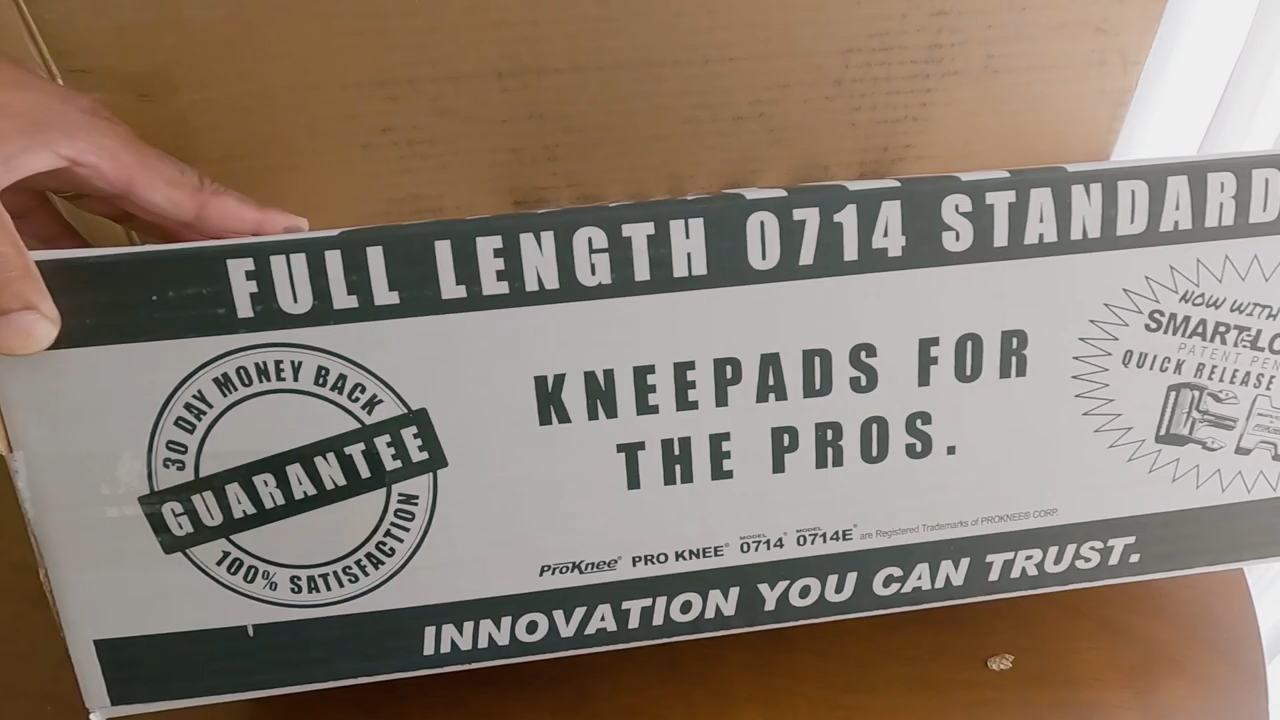 FULL LENGTH 0714 STANDARD
30 DAY MONEY BACK
GUARANTEE
100% SATISFACTION
KNEEPADS FOR
THE PROS.
NOW WITH
QUICK RELEASE
ProKnee® PRO KNEE® MODEL 0714® MODEL 0714E® are Registered Trademarks of PROKNEE® CORP.
INNOVATION YOU CAN TRUST.